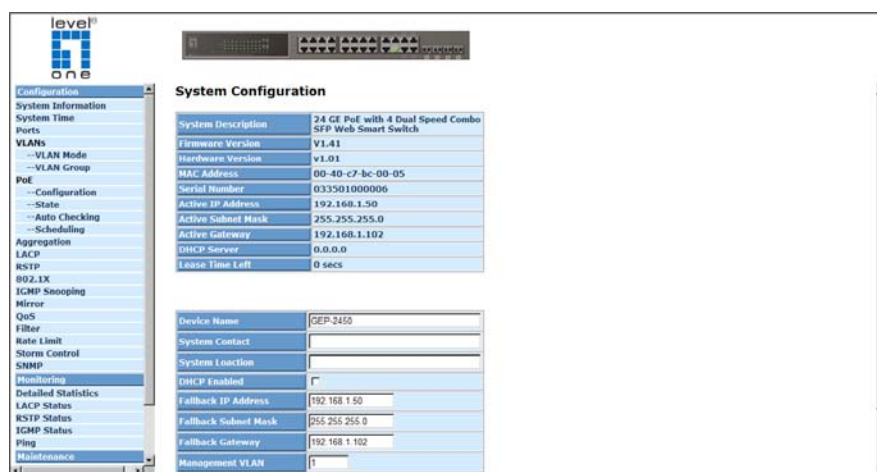 level®
one
Configuration
System Information
System Time
Ports
VLANs
--VLAN Mode
--VLAN Group
PoE
--Configuration
--State
--Auto Checking
--Scheduling
Aggregation
LACP
RSTP
802.1X
IGMP Snooping
Mirror
QoS
Filter
Rate Limit
Storm Control
SNMP
Monitoring
Detailed Statistics
LACP Status
RSTP Status
IGMP Status
Ping
Maintenance
System Configuration
System Description 24 GE PoE with 4 Dual Speed Combo
SFP Web Smart Switch
Firmware Version V1.41
Hardware Version v1.01
MAC Address 00-40-c7-bc-00-05
Serial Number 033501000006
Active IP Address 192.168.1.50
Active Subnet Mask 255.255.255.0
Active Gateway 192.168.1.102
DHCP Server 0.0.0.0
Lease Time Left 0 secs
Device Name GEP-2450
System Contact
System Loaction
DHCP Enabled
Fallback IP Address 192.168.1.50
Fallback Subnet Mask 255.255.255.0
Fallback Gateway 192.168.1.102
Management VLAN 1